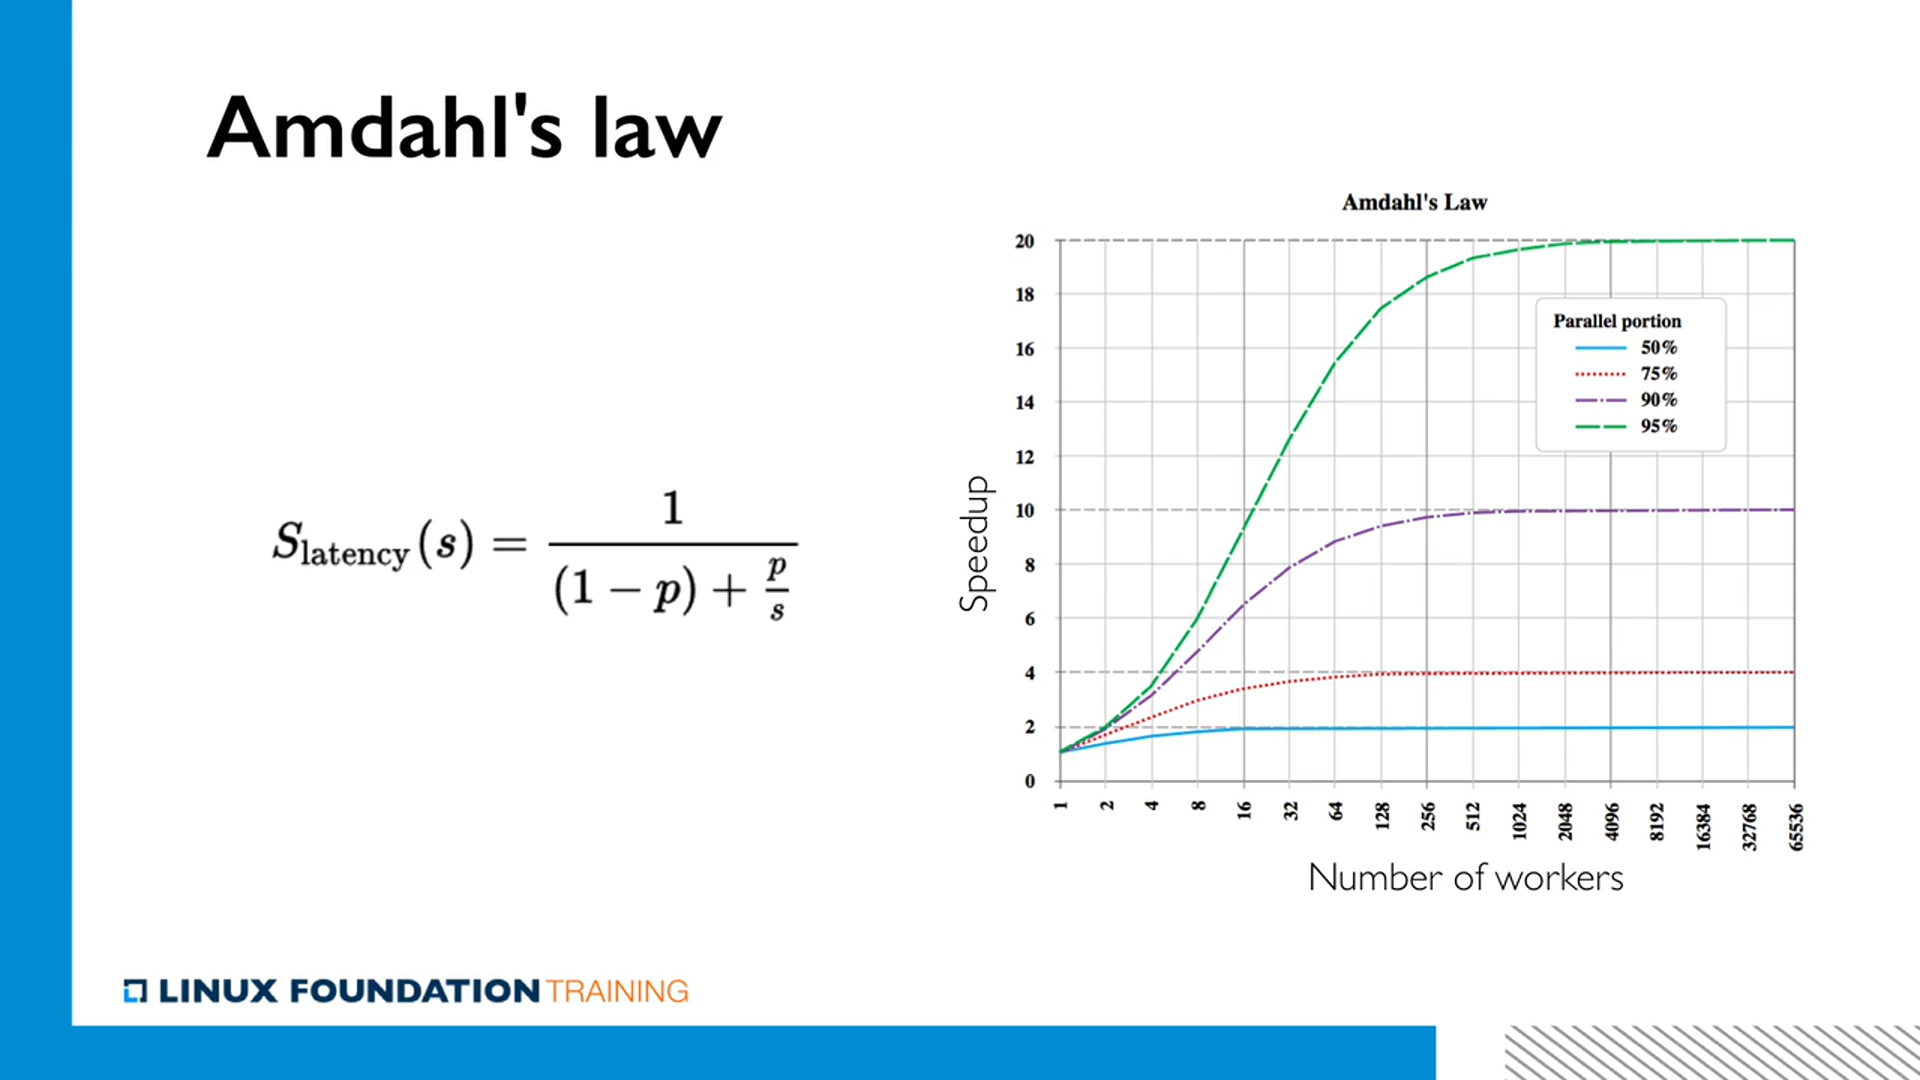 Amdahl's law
S_latency(s) = 1 / ((1 − p) + p/s)
Amdahl's Law
20
18
16
14
12
10
8
6
4
2
0
Speedup
Parallel portion
50%
75%
90%
95%
1 2 4 8 16 32 64 128 256 512 1024 2048 4096 8192 16384 32768 65536
Number of workers
LINUX FOUNDATION TRAINING